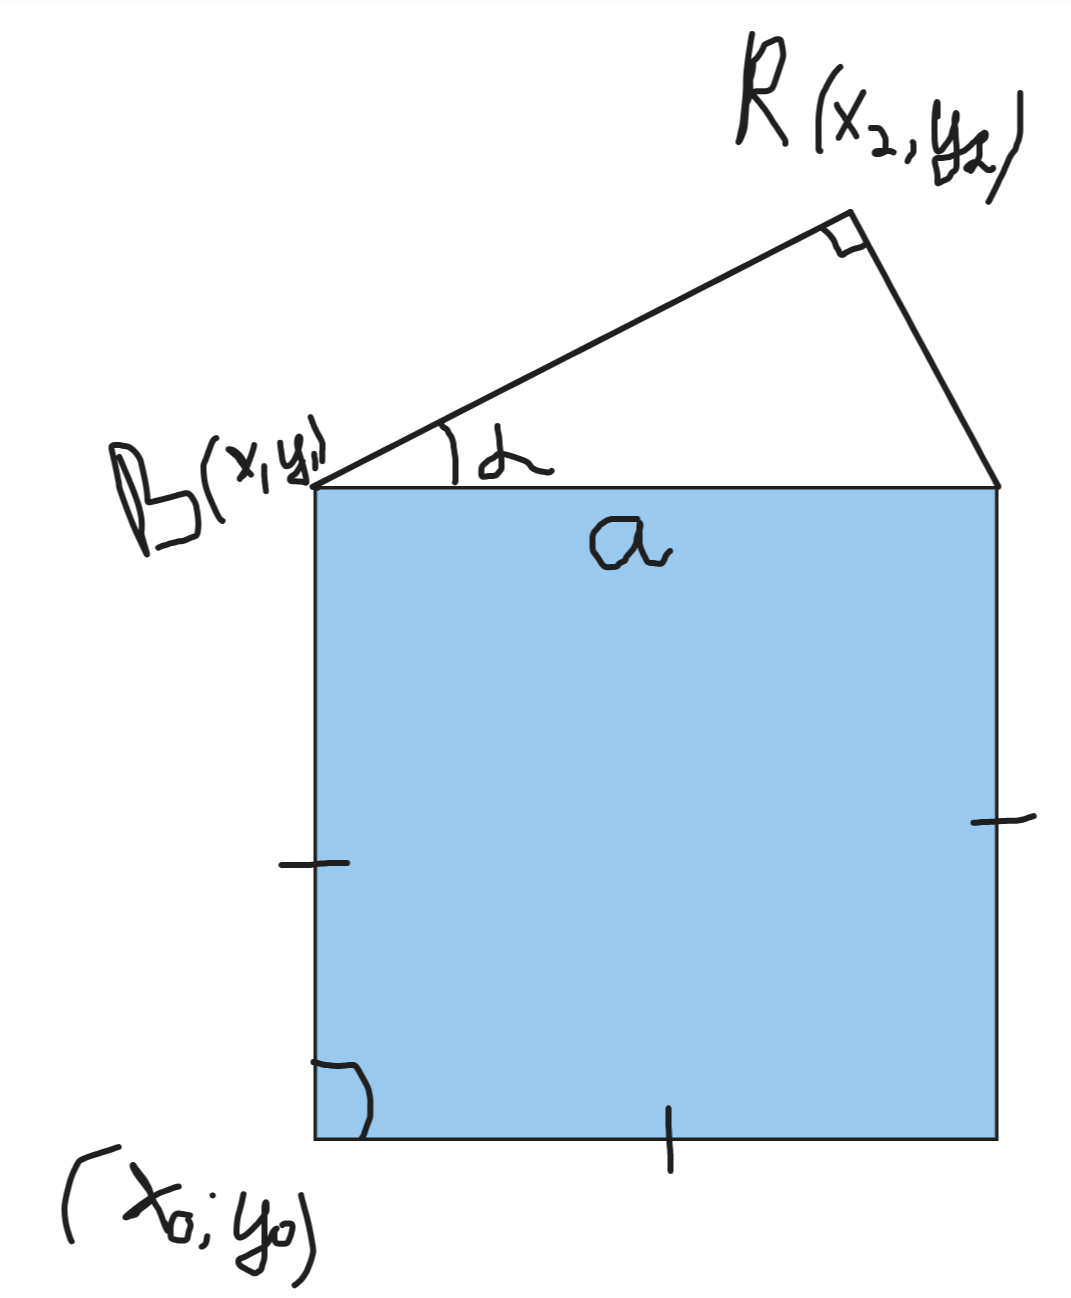 R (x₂, y₂)
B (x₁ y₁)
α
a
(x₀; y₀)